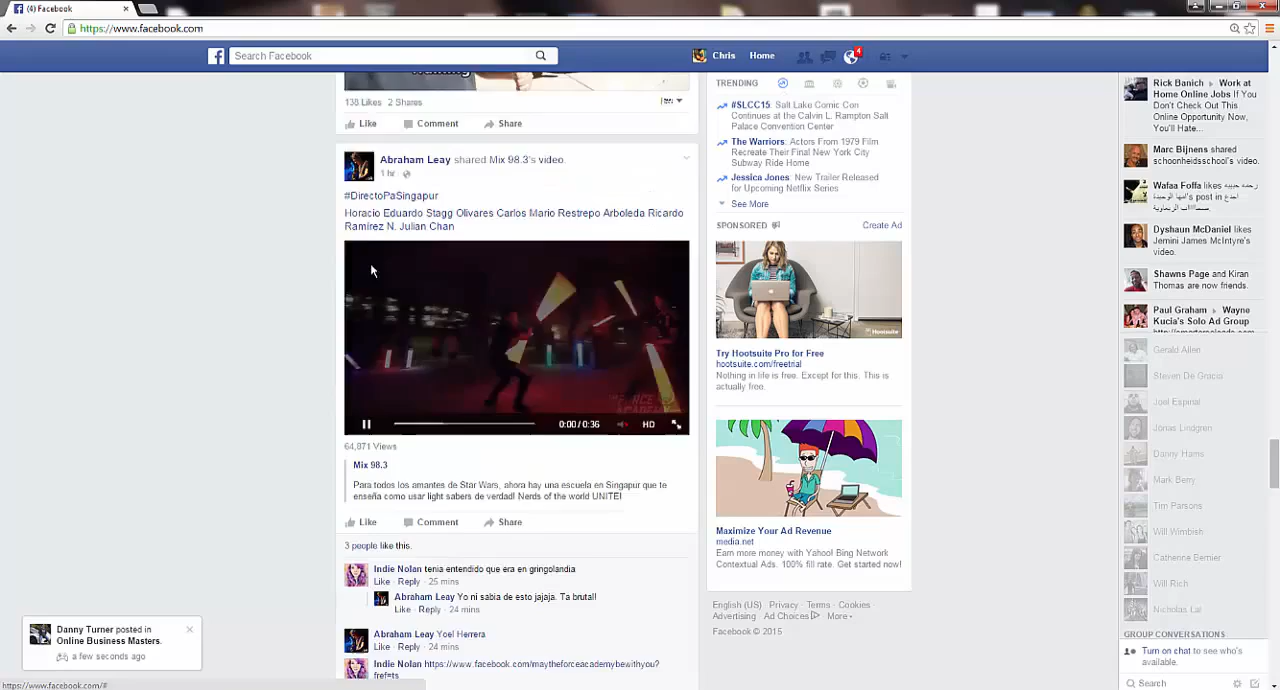 (4) Facebook
https://www.facebook.com
Search Facebook
Chris
Home
4
138 Likes 2 Shares
Like
Comment
Share
Abraham Leay shared Mix 98.3's video.
1 hr
#DirectoPaSingapur
Horacio Eduardo Stagg Olivares Carlos Mario Restrepo Arboleda Ricardo
Ramírez N. Julian Chan
0:00/0:36
HD
64,871 Views
Mix 98.3
Para todos los amantes de Star Wars, ahora hay una escuela en Singapur que te
enseña como usar light sabers de verdad! Nerds of the world UNITE!
Like
Comment
Share
3 people like this.
Indie Nolan tenia entendido que era en gringolandia
Like · Reply · 25 mins
Abraham Leay Yo ni sabia de esto jajaja. Ta brutal!
Like · Reply · 24 mins
Abraham Leay Yoel Herrera
Like · Reply · 24 mins
Indie Nolan https://www.facebook.com/maytheforceacademybewithyou?
fref=ts
TRENDING
#SLCC15: Salt Lake Comic Con
Continues at the Calvin L. Rampton Salt
Palace Convention Center
The Warriors: Actors From 1979 Film
Recreate Their Final New York City
Subway Ride Home
Jessica Jones: New Trailer Released
for Upcoming Netflix Series
See More
SPONSORED
Create Ad
Hootsuite
Try Hootsuite Pro for Free
hootsuite.com/freetrial
Nothing in life is free. Except for this. This is
actually free.
Maximize Your Ad Revenue
media.net
Earn more money with Yahoo! Bing Network
Contextual Ads. 100% fill rate. Get started now!
English (US) · Privacy · Terms · Cookies
Advertising · Ad Choices · More
Facebook © 2015
Rick Banich ▸ Work at
Home Online Jobs If You
Don't Check Out This
Online Opportunity Now,
You'll Hate...
Marc Bijnens shared
schoonheidsschool's video.
Wafaa Foffa likes
's post in
Dyshaun McDaniel likes
Jemini James McIntyre's
video.
Shawns Page and Kiran
Thomas are now friends.
Paul Graham ▸ Wayne
Kucia's Solo Ad Group
Gerald Allen
Steven De Gracio
Joel Espinal
Jonas Lindgren
Danny Hams
Mark Berry
Tim Parsons
Will Wimbish
Catherine Bernier
Will Rich
Nicholas Lal
GROUP CONVERSATIONS
Turn on chat to see who's
available.
Search
Danny Turner posted in
Online Business Masters.
a few seconds ago
https://www.facebook.com/#